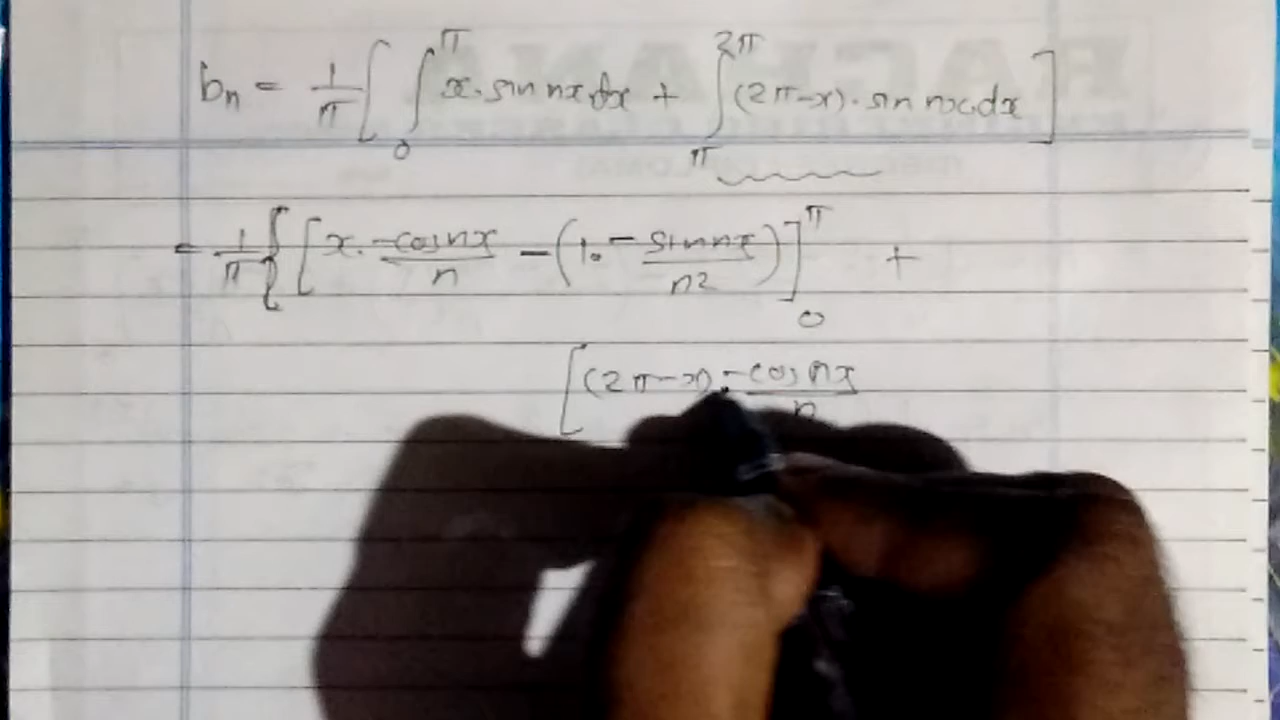 bn = 1/π [ ∫₀^π x. sin nx dx + ∫_π^2π (2π-x). sin nx dx ]
= 1/π { [ x. -cos nx/n - (1. - sin nx/n²) ]₀^π +
[ (2π-x). -cos nx/n